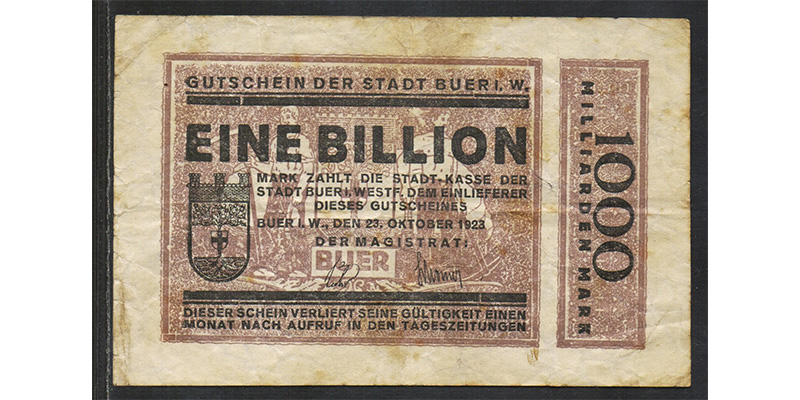 GUTSCHEIN DER STADT BUER I. W.
EINE BILLION
MARK ZAHLT DIE STADT-KASSE DER
STADT BUER I. WESTF. DEM EINLIEFERER
DIESES GUTSCHEINES
BUER I. W., DEN 23. OKTOBER 1923
DER MAGISTRAT:
BUER
DIESER SCHEIN VERLIERT SEINE GÜLTIGKEIT EINEN
MONAT NACH AUFRUF IN DEN TAGESZEITUNGEN
1000
MILLIARDEN MARK